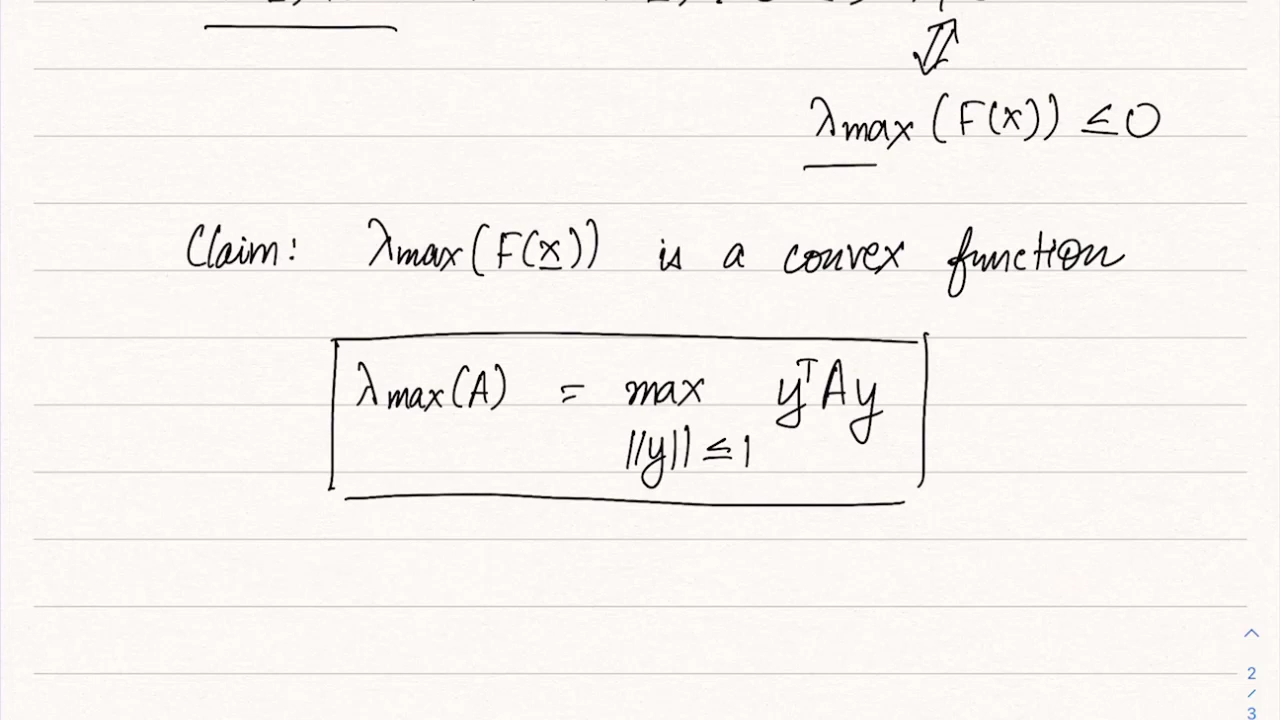 λmax (F(x)) ≤ 0
Claim: λmax (F(x)) is a convex function
λmax(A) = max yᵀAy
||y|| ≤ 1
2
/
3